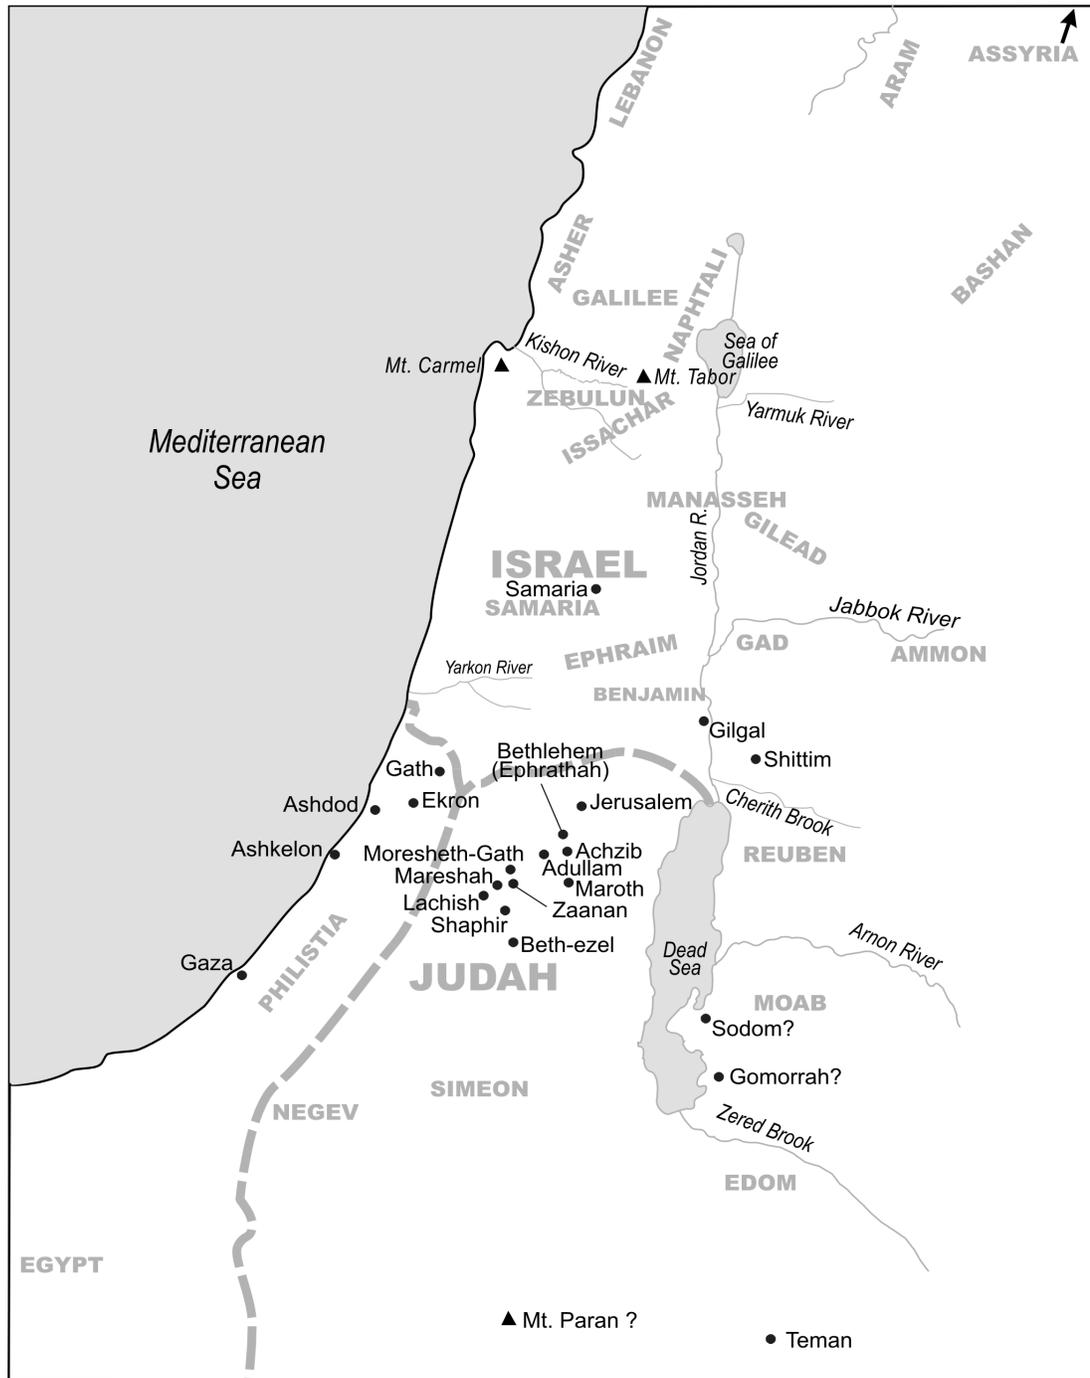 LEBANON
ARAM
ASSYRIA
ASHER
BASHAN
GALILEE
NAPHTALI
Sea of
Galilee
Kishon River
Mt. Carmel
Mt. Tabor
ZEBULUN
ISSACHAR
Yarmuk River
Mediterranean
Sea
MANASSEH
GILEAD
Jordan R.
ISRAEL
Samaria
SAMARIA
Jabbok River
EPHRAIM
GAD
AMMON
Yarkon River
BENJAMIN
Gilgal
Shittim
Bethlehem
(Ephrathah)
Gath
Ekron
Ashdod
Jerusalem
Cherith Brook
Ashkelon
Moresheth-Gath
Achzib
REUBEN
Adullam
Mareshah
Maroth
Lachish
Zaanan
Shaphir
Beth-ezel
PHILISTIA
Gaza
JUDAH
Dead
Sea
Arnon River
MOAB
Sodom?
Gomorrah?
SIMEON
NEGEV
Zered Brook
EDOM
EGYPT
Mt. Paran ?
Teman